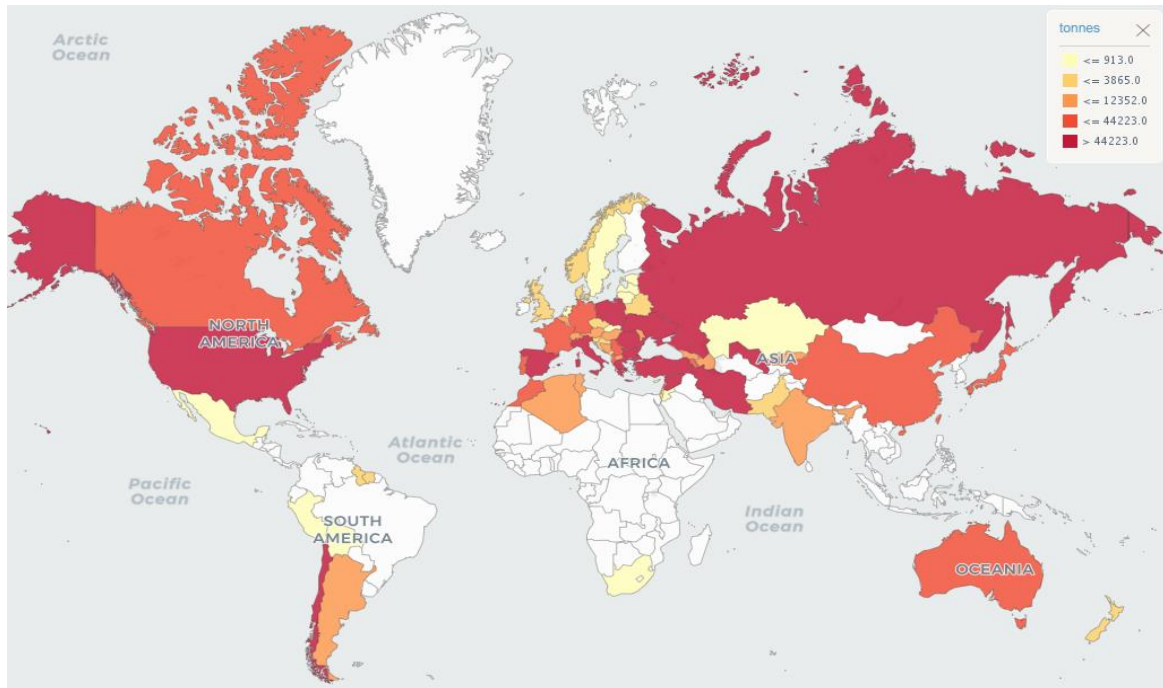 Arctic
Ocean
tonnes
<= 913.0
<= 3865.0
<= 12352.0
<= 44223.0
> 44223.0
NORTH
AMERICA
ASIA
Atlantic
Ocean
AFRICA
Pacific
Ocean
SOUTH
AMERICA
Indian
Ocean
OCEANIA